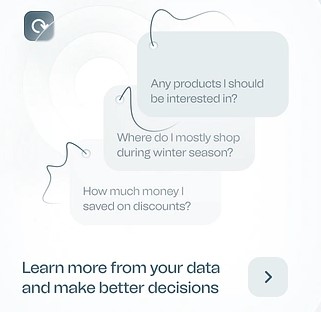 Any products I should
be interested in?
Where do I mostly shop
during winter season?
How much money I
saved on discounts?
Learn more from your data
and make better decisions